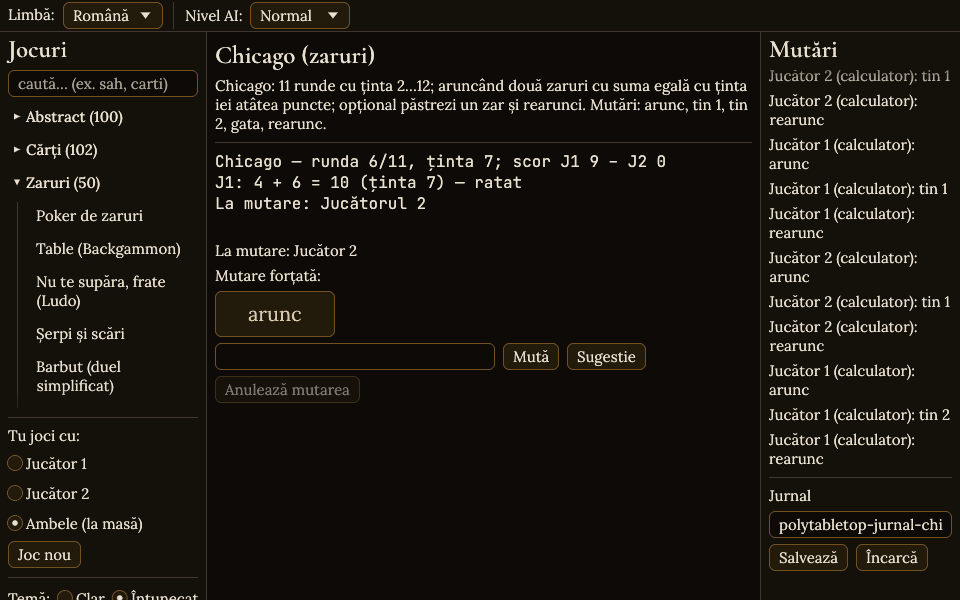 Limbă: Română ▼ Nivel AI: Normal ▼
Jocuri
caută... (ex. sah, carti)
▸ Abstract (100)
▸ Cărți (102)
▾ Zaruri (50)
Poker de zaruri
Table (Backgammon)
Nu te supăra, frate
(Ludo)
Șerpi și scări
Barbut (duel
simplificat)
Tu joci cu:
Jucător 1
Jucător 2
Ambele (la masă)
Joc nou
Temă: Clar Întunecat
Chicago (zaruri)
Chicago: 11 runde cu ținta 2...12; aruncând două zaruri cu suma egală cu ținta
iei atâtea puncte; opțional păstrezi un zar și rearunci. Mutări: arunc, tin 1, tin
2, gata, rearunc.
Chicago — runda 6/11, ținta 7; scor J1 9 – J2 0
J1: 4 + 6 = 10 (ținta 7) — ratat
La mutare: Jucătorul 2
La mutare: Jucător 2
Mutare forțată:
arunc
Mută Sugestie
Anulează mutarea
Mutări
Jucător 2 (calculator): tin 1
Jucător 2 (calculator):
rearunc
Jucător 1 (calculator):
arunc
Jucător 1 (calculator): tin 1
Jucător 1 (calculator):
rearunc
Jucător 2 (calculator):
arunc
Jucător 2 (calculator): tin 1
Jucător 2 (calculator):
rearunc
Jucător 1 (calculator):
arunc
Jucător 1 (calculator): tin 2
Jucător 1 (calculator):
rearunc
Jurnal
polytabletop-jurnal-chi
Salvează Încarcă